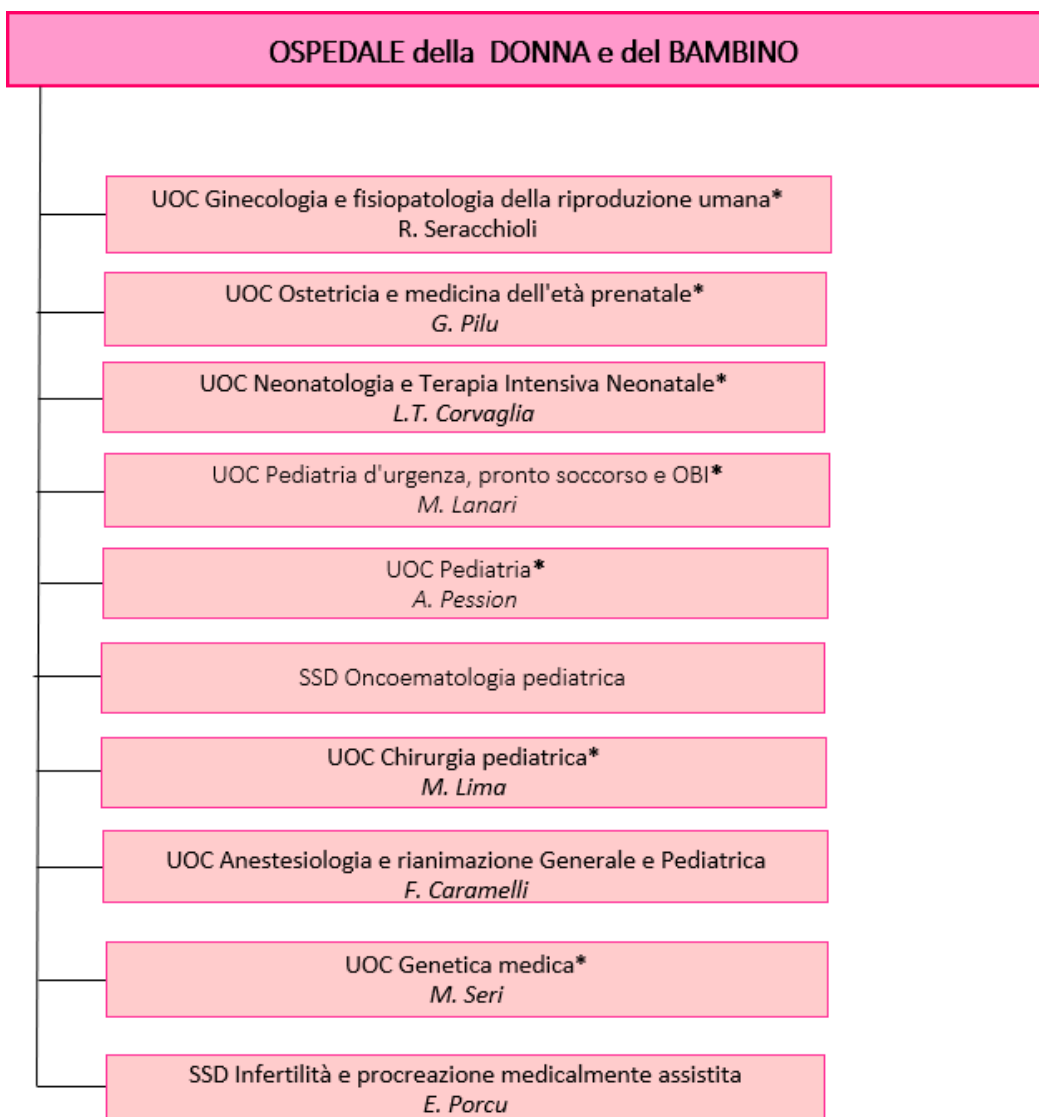 OSPEDALE della DONNA e del BAMBINO
UOC Ginecologia e fisiopatologia della riproduzione umana*
R. Seracchioli
UOC Ostetricia e medicina dell'età prenatale*
G. Pilu
UOC Neonatologia e Terapia Intensiva Neonatale*
L.T. Corvaglia
UOC Pediatria d'urgenza, pronto soccorso e OBI*
M. Lanari
UOC Pediatria*
A. Pession
SSD Oncoematologia pediatrica
UOC Chirurgia pediatrica*
M. Lima
UOC Anestesiologia e rianimazione Generale e Pediatrica
F. Caramelli
UOC Genetica medica*
M. Seri
SSD Infertilità e procreazione medicalmente assistita
E. Porcu